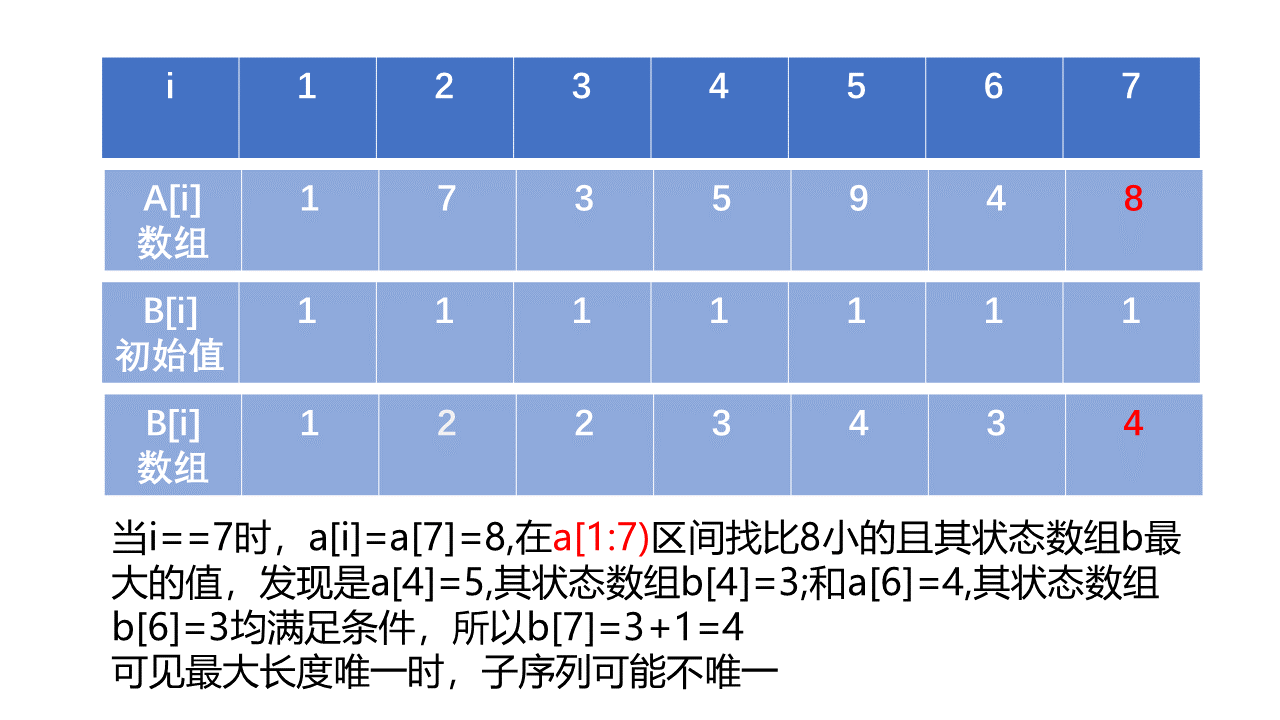 i 1 2 3 4 5 6 7
A[i] 1 7 3 5 9 4 8
数组
B[i] 1 1 1 1 1 1 1
初始值
B[i] 1 2 2 3 4 3 4
数组
当i==7时，a[i]=a[7]=8,在a[1:7)区间找比8小的且其状态数组b最
大的值，发现是a[4]=5,其状态数组b[4]=3;和a[6]=4,其状态数组
b[6]=3均满足条件，所以b[7]=3+1=4
可见最大长度唯一时，子序列可能不唯一